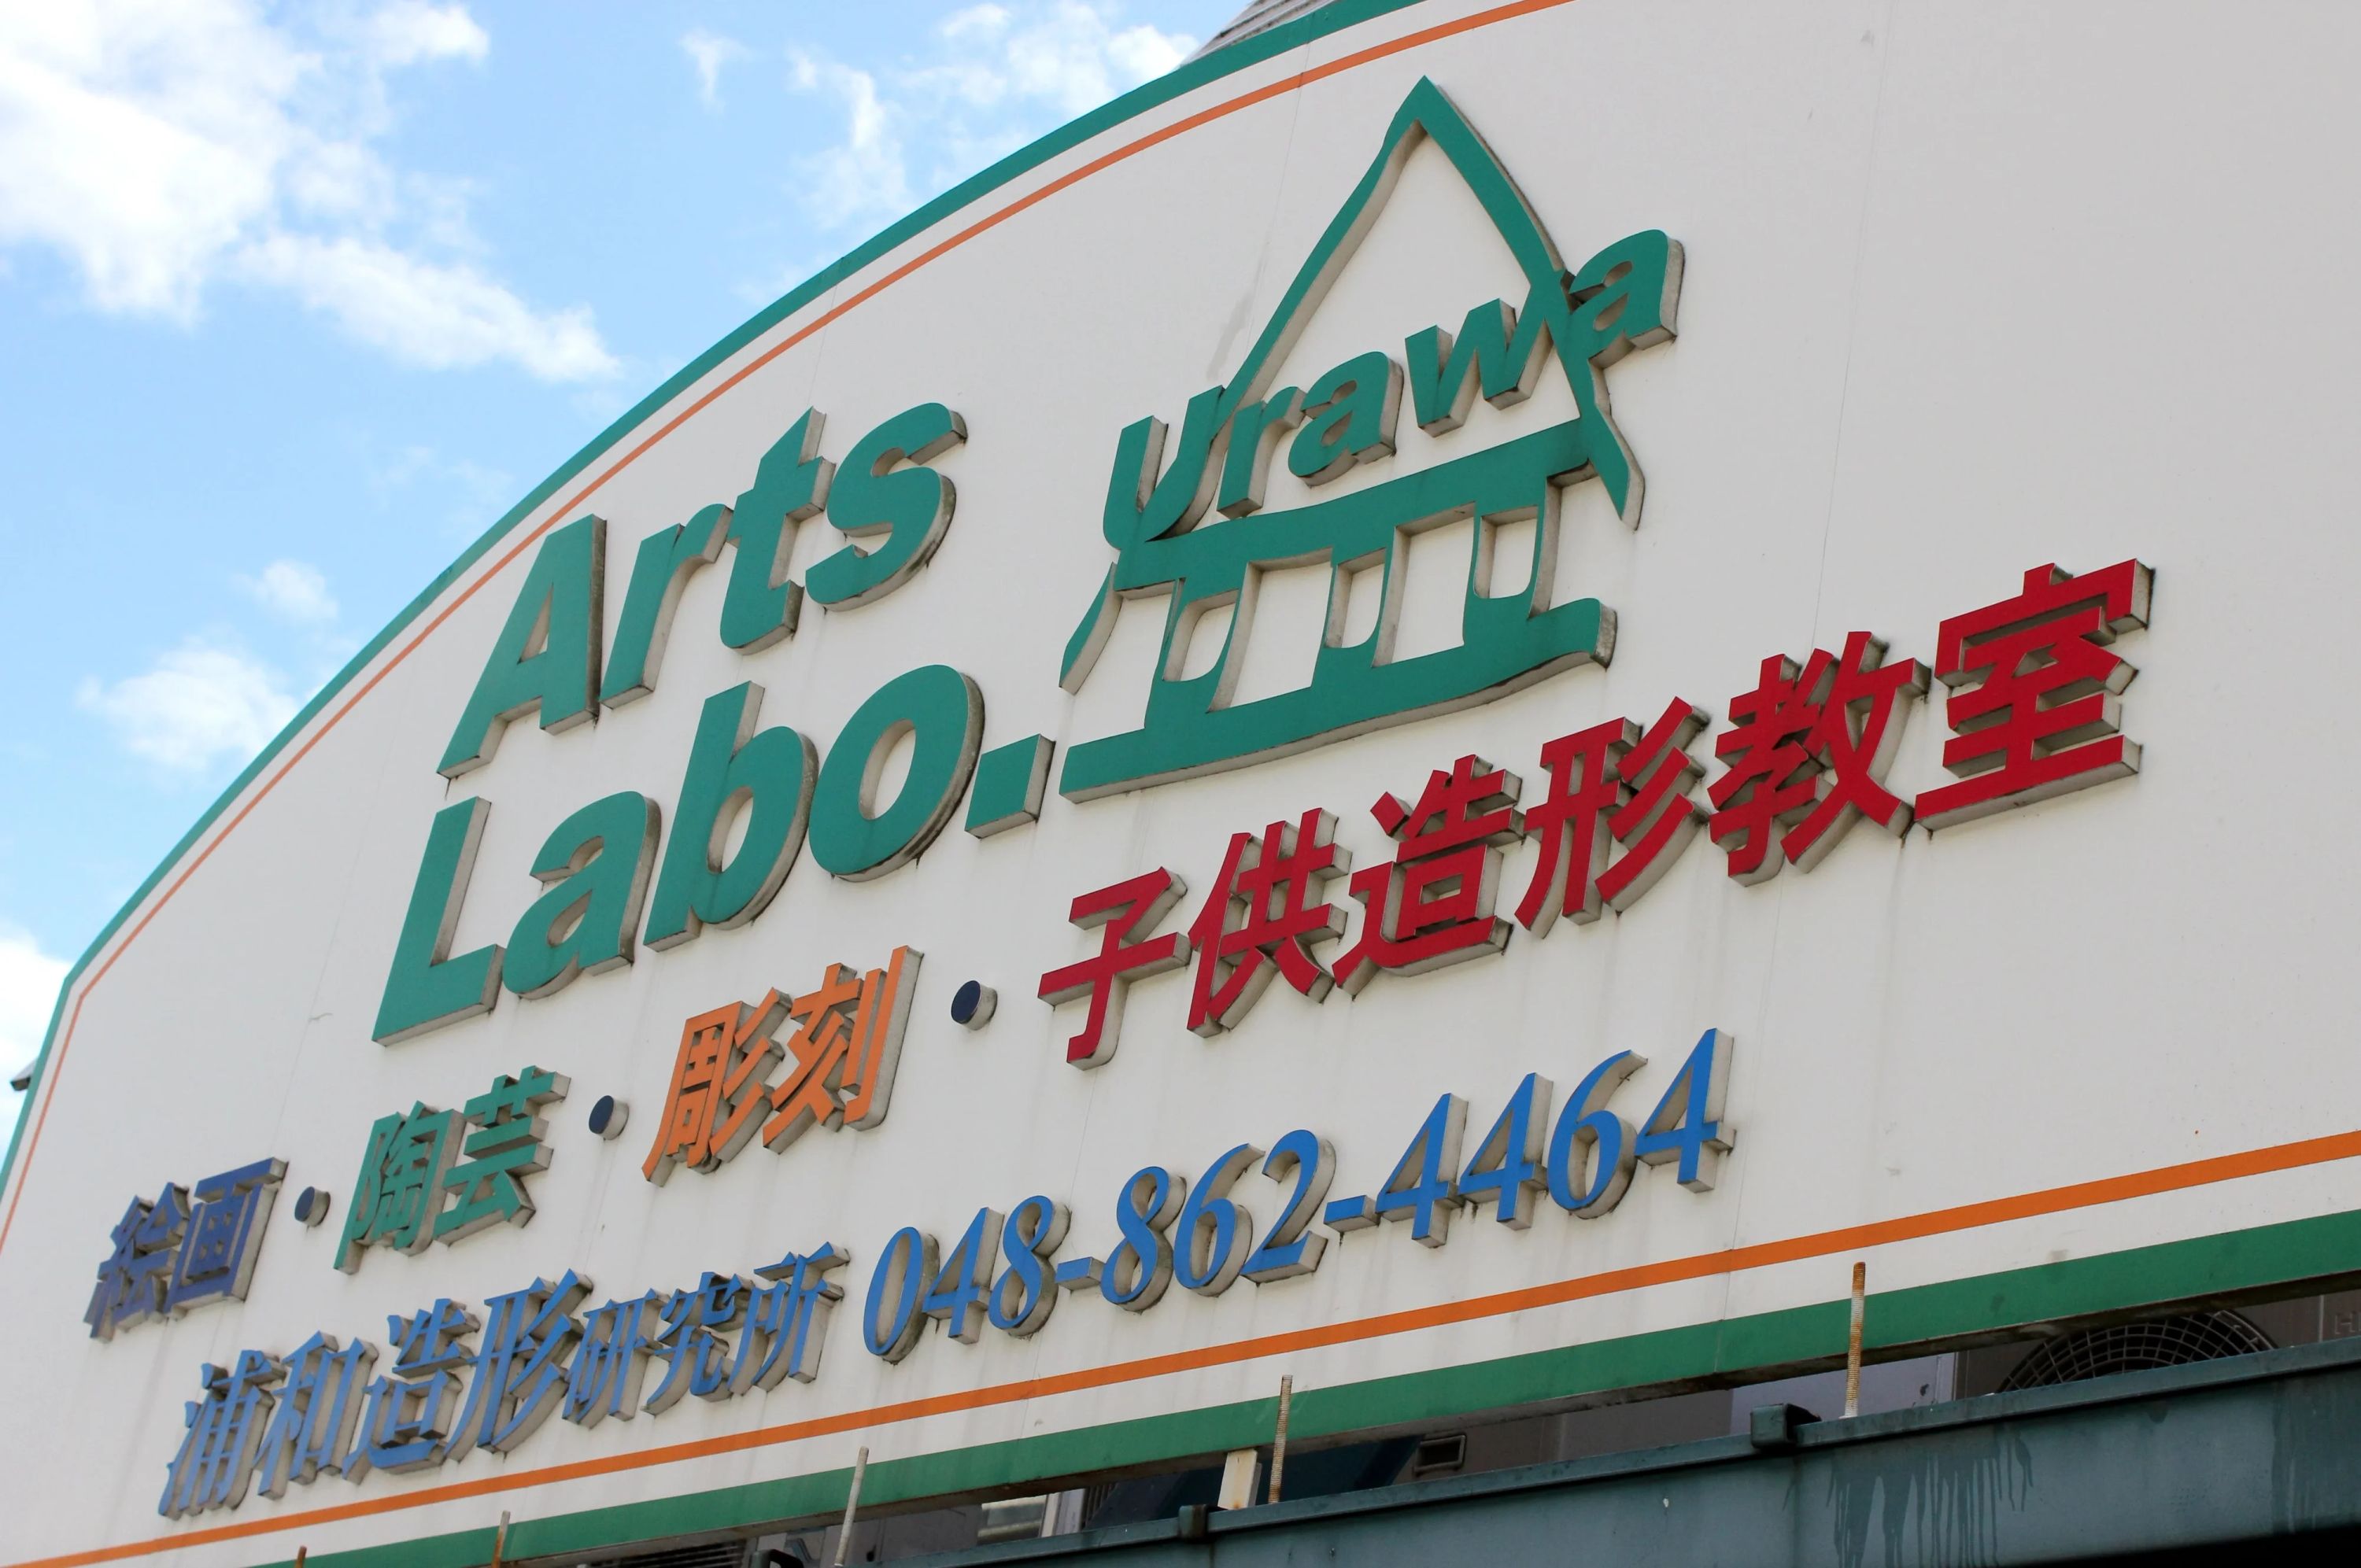 Arts
Labo.
Urawa
絵画・陶芸・彫刻・子供造形教室
浦和造形研究所 048-862-4464